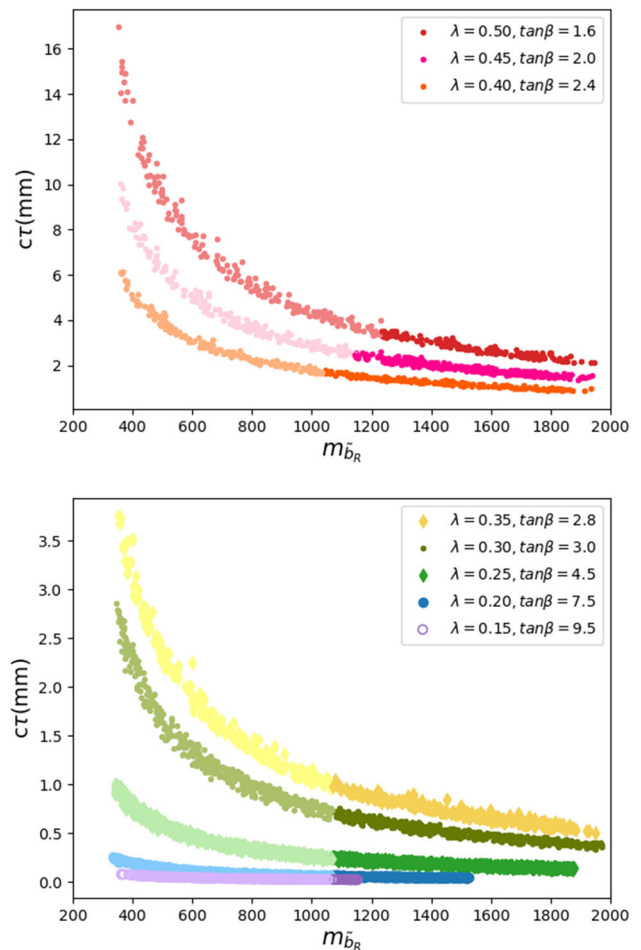 16
14
12
10
8
6
4
2
cτ(mm)
λ = 0.50, tanβ = 1.6
λ = 0.45, tanβ = 2.0
λ = 0.40, tanβ = 2.4
200 400 600 800 1000 1200 1400 1600 1800 2000
m_{b̃_R}
3.5
3.0
2.5
2.0
1.5
1.0
0.5
0.0
cτ(mm)
λ = 0.35, tanβ = 2.8
λ = 0.30, tanβ = 3.0
λ = 0.25, tanβ = 4.5
λ = 0.20, tanβ = 7.5
λ = 0.15, tanβ = 9.5
200 400 600 800 1000 1200 1400 1600 1800 2000
m_{b̃_R}